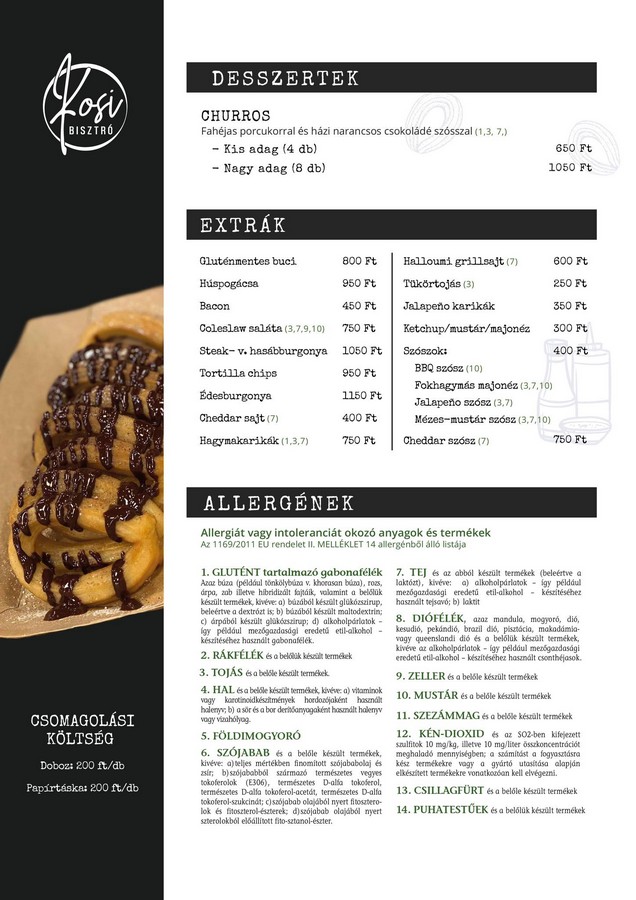 Kosi
BISZTRÓ
DESSZERTEK
CHURROS
Fahéjas porcukorral és házi narancsos csokoládé szósszal (1,3, 7,)
– Kis adag (4 db) 650 Ft
– Nagy adag (8 db) 1050 Ft
EXTRÁK
Gluténmentes buci 800 Ft
Húspogácsa 950 Ft
Bacon 450 Ft
Coleslaw saláta (3,7,9,10) 750 Ft
Steak- v. hasábburgonya 1050 Ft
Tortilla chips 950 Ft
Édesburgonya 1150 Ft
Cheddar sajt (7) 400 Ft
Hagymakarikák (1,3,7) 750 Ft
Halloumi grillsajt (7) 600 Ft
Tükörtojás (3) 250 Ft
Jalapeño karikák 350 Ft
Ketchup/mustár/majonéz 300 Ft
Szószok: 400 Ft
BBQ szósz (10)
Fokhagymás majonéz (3,7,10)
Jalapeño szósz (3,7)
Mézes-mustár szósz (3,7,10)
Cheddar szósz (7) 750 Ft
ALLERGÉNEK
Allergiát vagy intoleranciát okozó anyagok és termékek
Az 1169/2011 EU rendelet II. MELLÉKLET 14 allergénből álló listája
1. GLUTÉNT tartalmazó gabonafélék
Azaz búza (például tönkölybúza v. khorasan búza), rozs,
árpa, zab illetve hibridizált fajtáik, valamint a belőlük
készült termékek, kivéve: a) búzából készült glükózszirup,
beleértve a dextrózt is; b) búzából készült maltodextrin;
c) árpából készült glükózszirup; d) alkoholpárlatok –
így például mezőgazdasági eredetű etil-alkohol –
készítéséhez használt gabonafélék.
2. RÁKFÉLÉK és a belőlük készült termékek
3. TOJÁS és a belőle készült termékek.
4. HAL és a belőle készült termékek, kivéve: a) vitaminok
vagy karotinoidkészítmények hordozójaként használt
halenyv; b) a sör és a bor derítőanyagaként használt halenyv
vagy vizahólyag.
5. FÖLDIMOGYORÓ
6. SZÓJABAB és a belőle készült termékek,
kivéve: a)teljes mértékben finomított szójababolaj és
zsír; b)szójababból származó természetes vegyes
tokoferolok (E306), természetes D-alfa tokoferol,
természetes D-alfa tokoferol-acetát, természetes D-alfa
tokoferol-szukcinát; c)szójabab olajából nyert fitosztero-
lok és fitoszterol-észterek; d)szójabab olajából nyert
szterolokból előállított fito-sztanol-észter.
7. TEJ és az abból készült termékek (beleértve a
laktózt), kivéve: a) alkoholpárlatok – így például
mezőgazdasági eredetű etil-alkohol – készítéséhez
használt tejsavó; b) laktit
8. DIÓFÉLÉK, azaz mandula, mogyoró, dió,
kesudió, pekándió, brazil dió, pisztácia, makadámia-
vagy queenslandi dió és a belőlük készült termékek,
kivéve az alkoholpárlatok – így például mezőgazdasági
eredetű etil-alkohol – készítéséhez használt csonthéjasok.
9. ZELLER és a belőle készült termékek
10. MUSTÁR és a belőle készült termékek
11. SZEZÁMMAG és a belőle készült termékek
12. KÉN-DIOXID és az SO2-ben kifejezett
szulfitok 10 mg/kg, illetve 10 mg/liter összkoncentrációt
meghaladó mennyiségben; a számítást a fogyasztásra
kész termékekre vagy a gyártó utasítása alapján
elkészített termékekre vonatkozóan kell elvégezni.
13. CSILLAGFÜRT és a belőle készült termékek
14. PUHATESTŰEK és a belőle készült termékek
CSOMAGOLÁSI
KÖLTSÉG
Doboz: 200 ft/db
Papírtáska: 200 ft/db